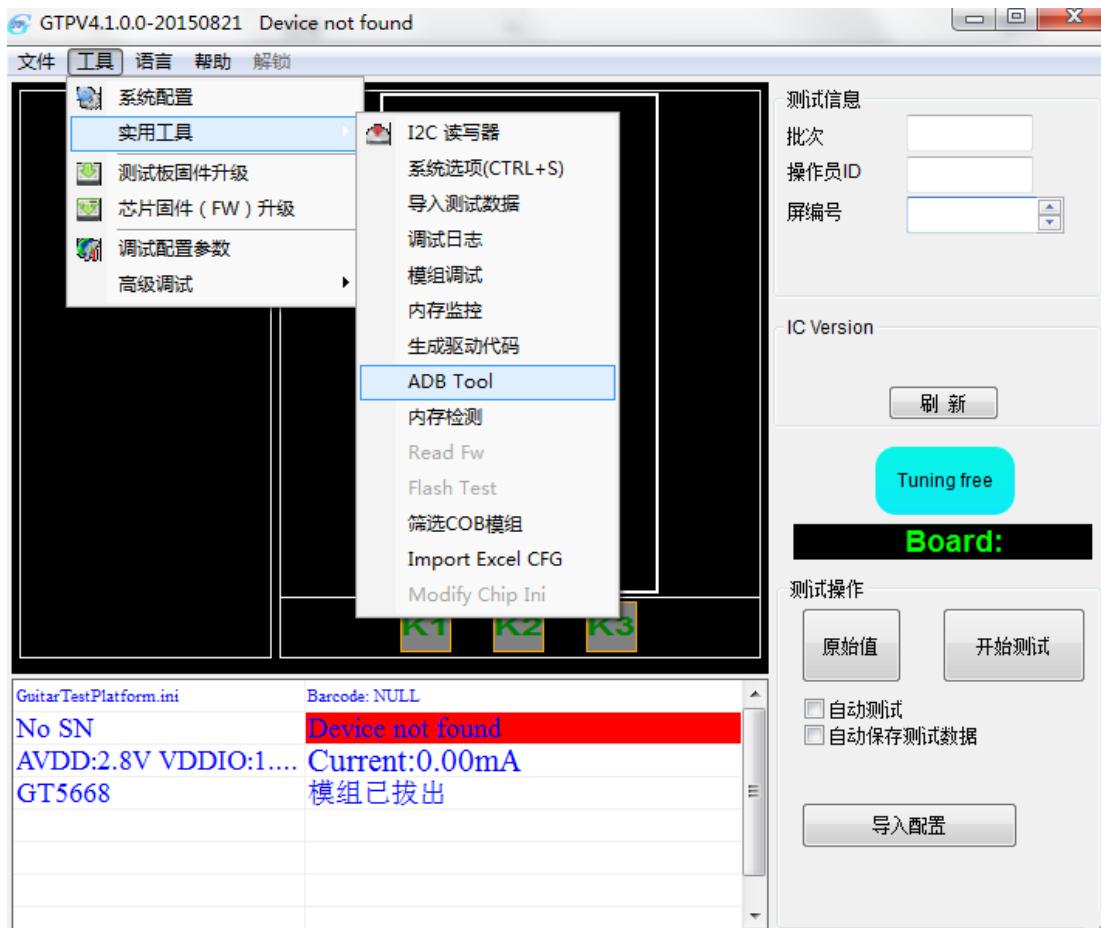 GTPV4.1.0.0-20150821 Device not found
文件 工具 语言 帮助 解锁
系统配置
实用工具
测试板固件升级
芯片固件（FW）升级
调试配置参数
高级调试
I2C 读写器
系统选项(CTRL+S)
导入测试数据
调试日志
模组调试
内存监控
生成驱动代码
ADB Tool
内存检测
Read Fw
Flash Test
筛选COB模组
Import Excel CFG
Modify Chip Ini
K1 K2 K3
测试信息
批次
操作员ID
屏编号
IC Version
刷 新
Tuning free
Board:
测试操作
原始值 开始测试
自动测试
自动保存测试数据
导入配置
GuitarTestPlatform.ini Barcode: NULL
No SN Device not found
AVDD:2.8V VDDIO:1.... Current:0.00mA
GT5668 模组已拔出